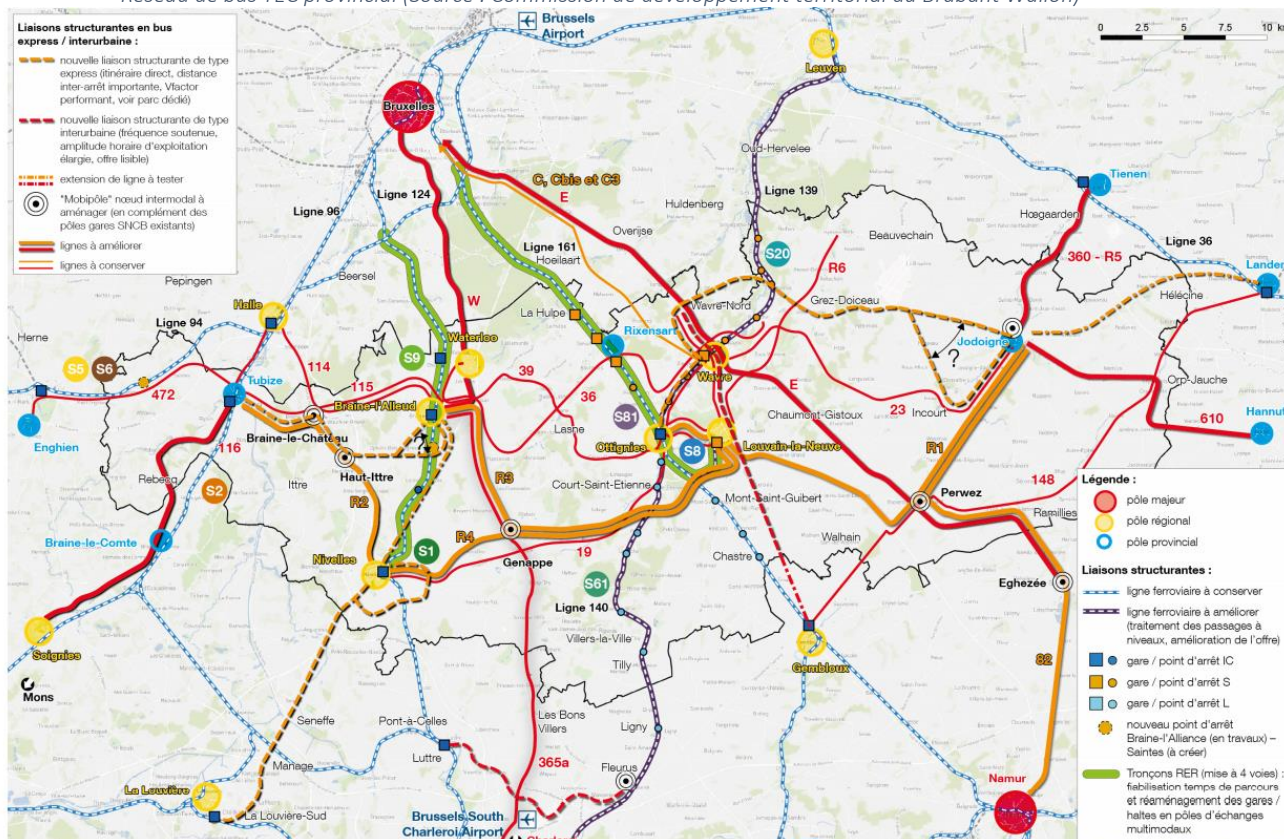 Réseau de bus TEC provincial (Source : Commission de développement territorial du Brabant Wallon)
Liaisons structurantes en bus
express / interurbaine :
nouvelle liaison structurante de type
express (itinéraire direct, distance
inter-arrêt importante, Vfactor
performant, voir parc dédié)
nouvelle liaison structurante de type
interurbaine (fréquence soutenue,
amplitude horaire d'exploitation
élargie, offre lisible)
extension de ligne à tester
"Mobipôle" nœud intermodal à
aménager (en complément des
pôles gares SNCB existants)
lignes à améliorer
lignes à conserver
Brussels
Airport
0 2 4 6 8 10 km
Leuven
Bruxelles
Oud-Hervelee
Tienen
C, Cbis et C3
E
Ligne 139
Huldenberg
Hœgaarden
Ligne 124
Ligne 96
Overijse
Beauvechain
Ligne 36
Ligne 161
Hoeilaart
S20
360 - R5
R6
Landen
Pepingen
Beersel
Wavre-Nord
Grez-Doiceau
Hélécine
Halle
W
La Hulpe
Herne
Ligne 94
Waterloo
Rixensart
Jodoigne
S5
S6
S9
Wavre
?
114
39
Tubize
115
36
E
Orp-Jauche
472
Braine-l'Alleud
S81
23
Incourt
Lasne
Chaumont-Gistoux
610
Hannut
Enghien
Braine-le-Château
Ottignies
Louvain-la-Neuve
116
?
S8
R1
Haut-Ittre
R3
Court-Saint-Etienne
Rebecq
Ittre
S2
Mont-Saint-Guibert
Perwez
148
R2
Ramillies
Braine-le-Comte
R4
Walhain
Nivelles
S1
19
Chastre
Genappe
S61
Eghezée
Ligne 140
Villers-la-Ville
Soignies
Gembloux
Tilly
82
Mons
Seneffe
Pont-à-Celles
Les Bons
Villers
Ligny
Manage
Luttre
365a
Fleurus
La Louvière
Namur
La Louvière-Sud
Brussels South
Charleroi Airport
Légende :
pôle majeur
pôle régional
pôle provincial
Liaisons structurantes :
ligne ferroviaire à conserver
ligne ferroviaire à améliorer
(traitement des passages à
niveaux, amélioration de l'offre)
gare / point d'arrêt IC
gare / point d'arrêt S
gare / point d'arrêt L
nouveau point d'arrêt
Braine-l'Alliance (en travaux) –
Saintes (à créer)
Tronçons RER (mise à 4 voies) :
fiabilisation temps de parcours
et réaménagement des gares /
haltes en pôles d'échanges
multimodaux